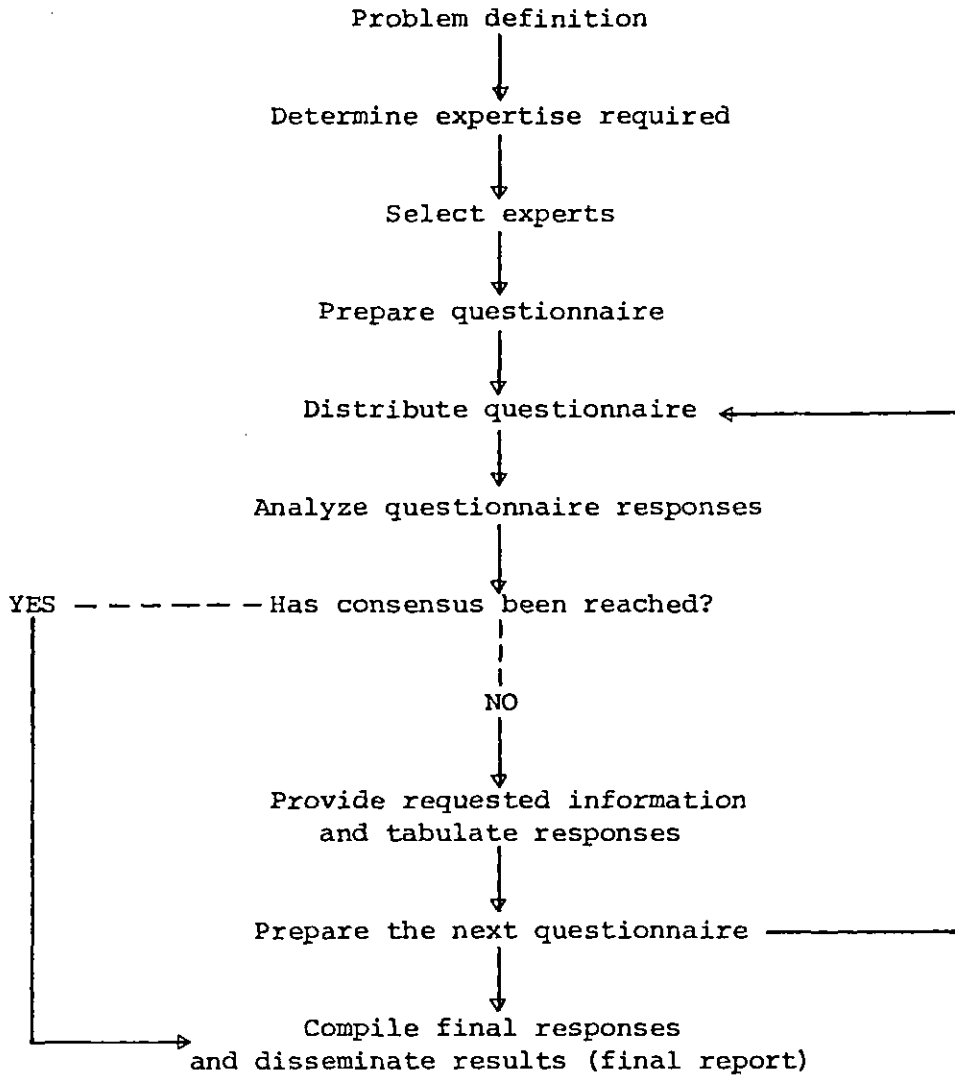 Problem definition
Determine expertise required
Select experts
Prepare questionnaire
Distribute questionnaire
Analyze questionnaire responses
YES
Has consensus been reached?
NO
Provide requested information
and tabulate responses
Prepare the next questionnaire
Compile final responses
and disseminate results (final report)